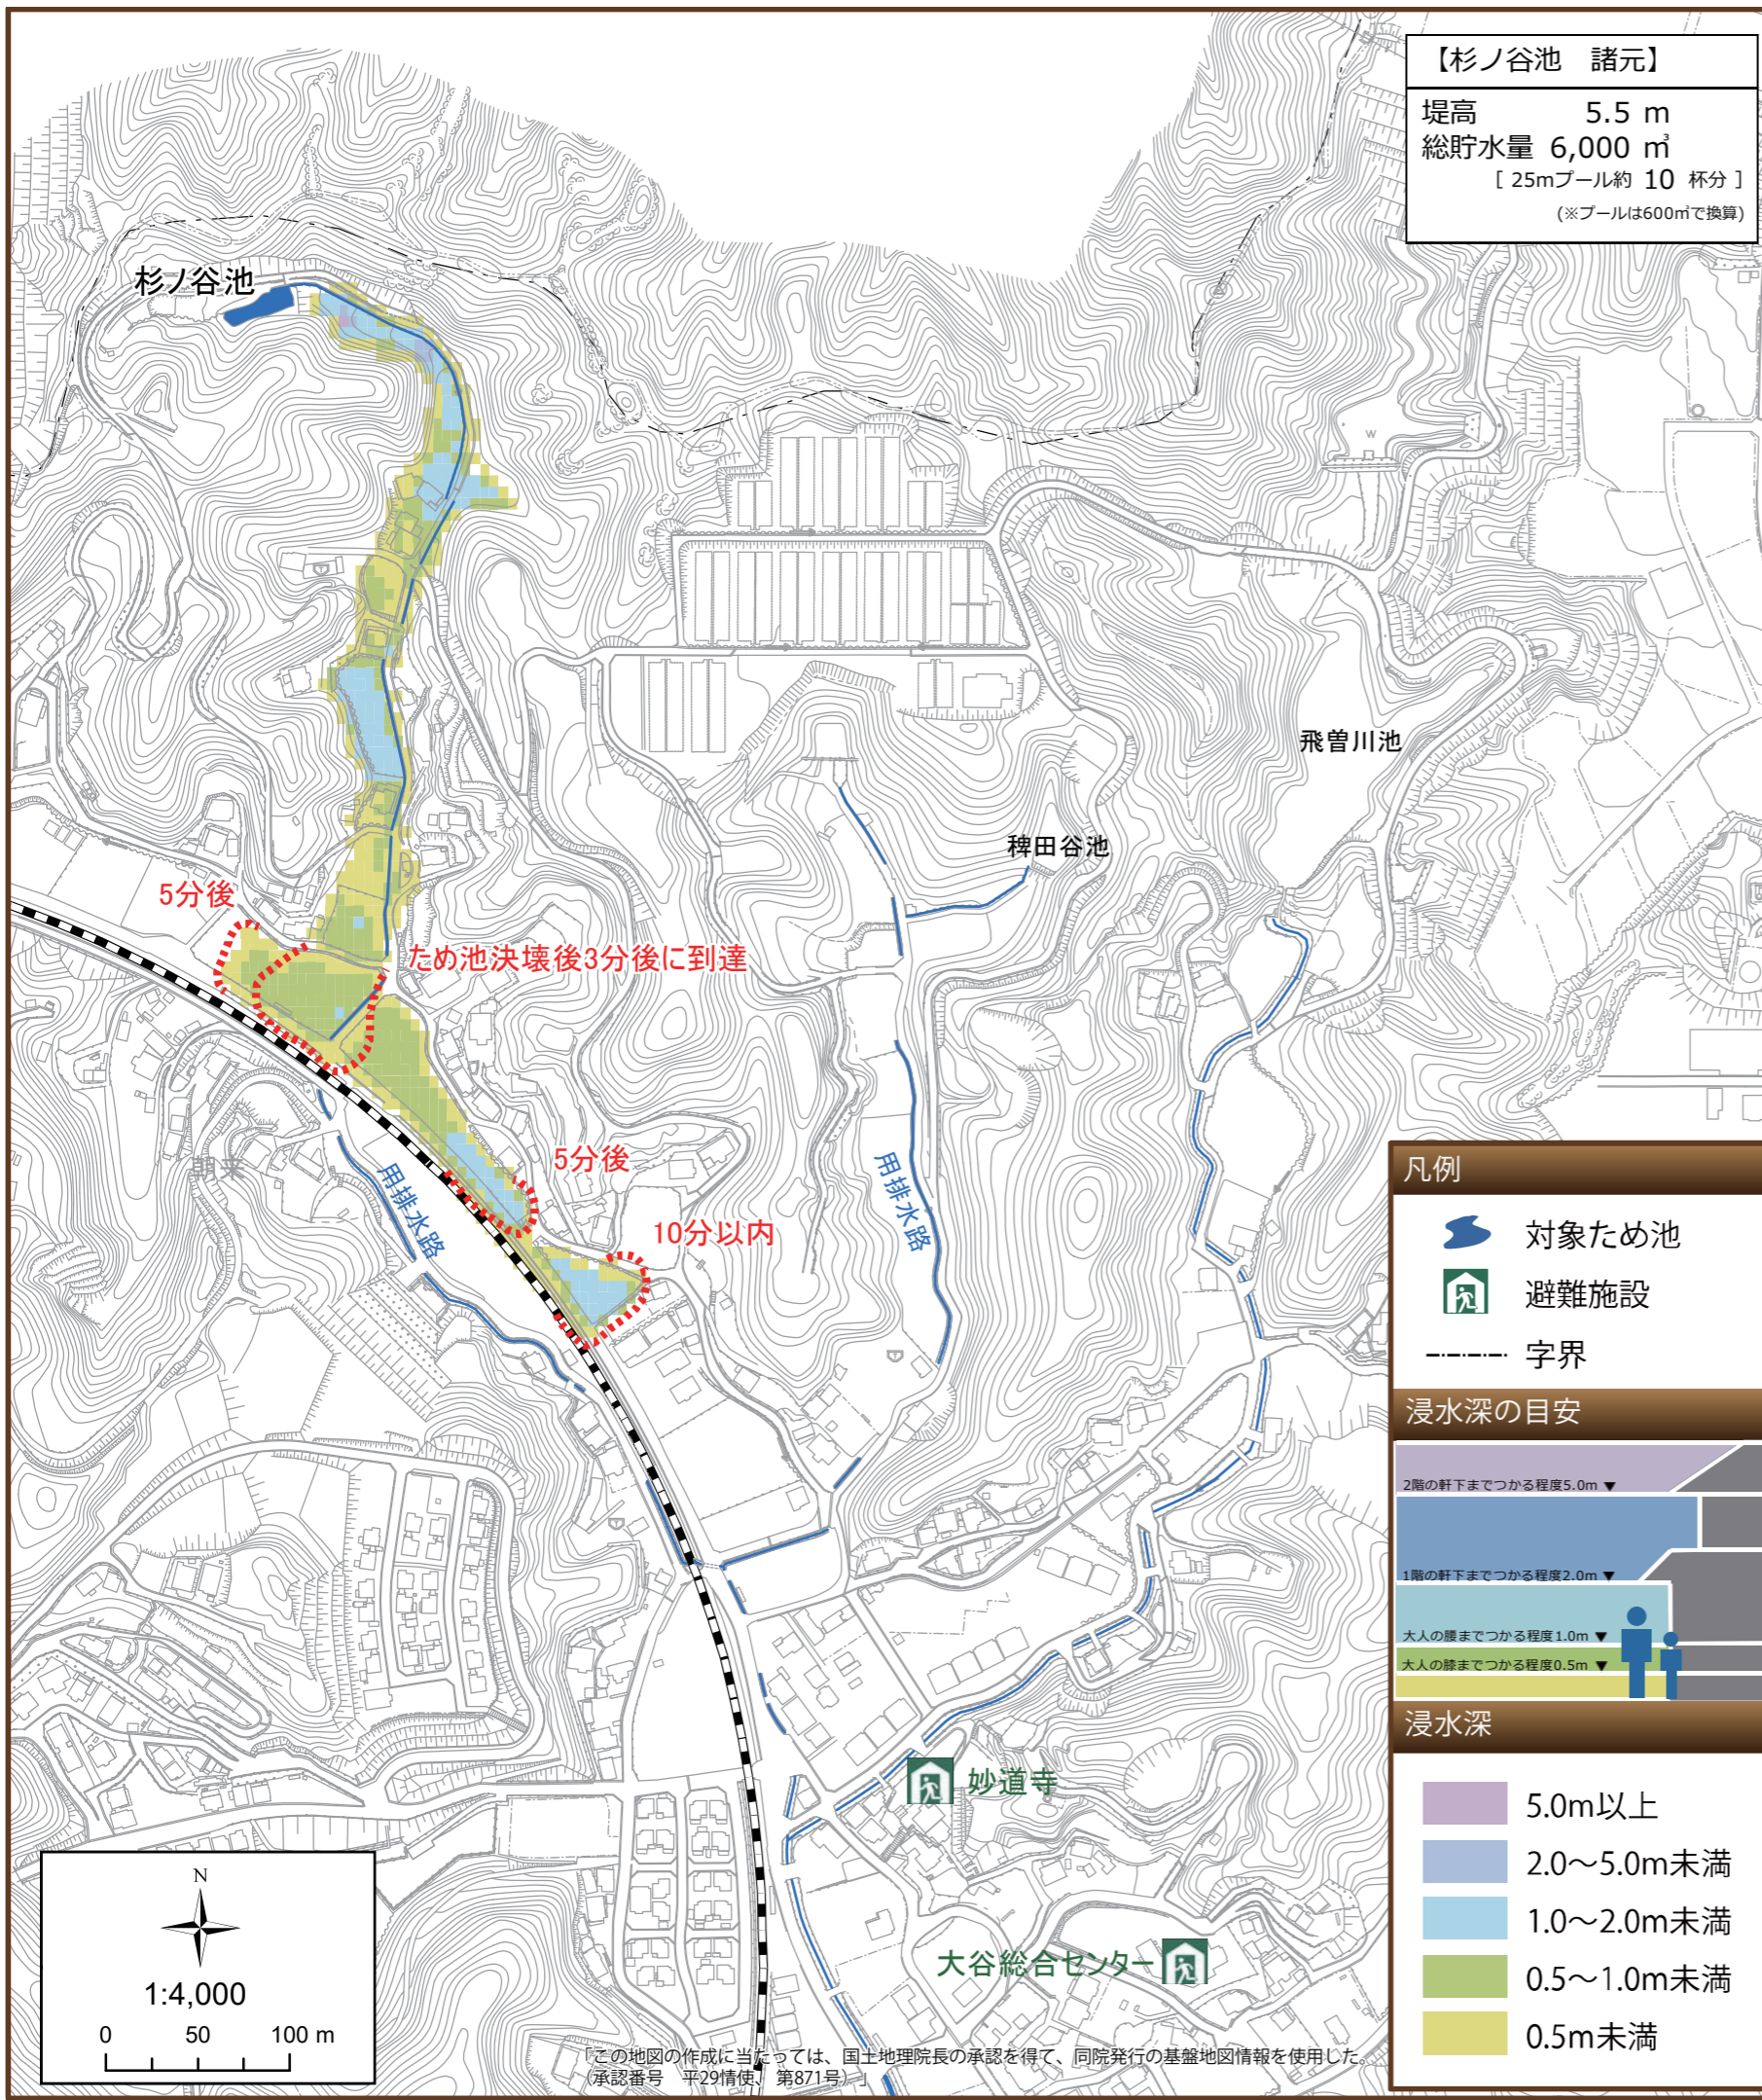 【杉ノ谷池　諸元】
堤高 5.5 m
総貯水量 6,000 ㎥
[ 25mプール約 10 杯分 ]
(※プールは600㎥で換算)
杉ノ谷池
飛曽川池
稗田谷池
5分後
ため池決壊後3分後に到達
5分後
10分以内
朝来
用排水路
用排水路
W
妙道寺
大谷総合センター
凡例
対象ため池
避難施設
字界
浸水深の目安
2階の軒下までつかる程度5.0m ▼
1階の軒下までつかる程度2.0m ▼
大人の腰までつかる程度1.0m ▼
大人の膝までつかる程度0.5m ▼
浸水深
5.0m以上
2.0～5.0m未満
1.0～2.0m未満
0.5～1.0m未満
0.5m未満
N
1:4,000
0 50 100 m
「この地図の作成に当たっては、国土地理院長の承認を得て、同院発行の基盤地図情報を使用した。
（承認番号　平29情使、第871号）」